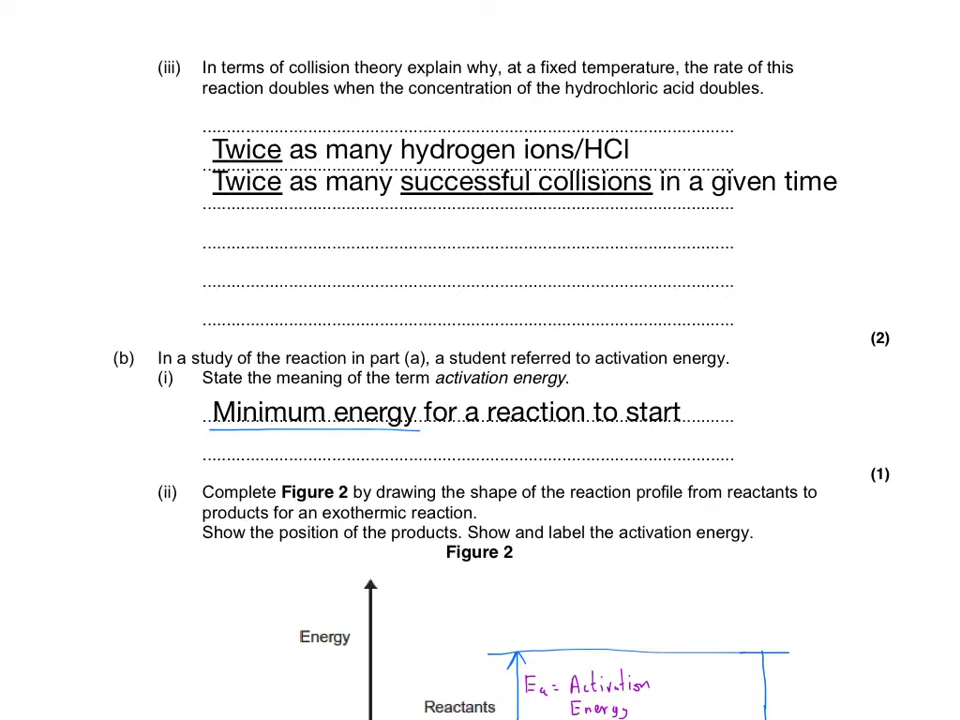 (iii) In terms of collision theory explain why, at a fixed temperature, the rate of this
reaction doubles when the concentration of the hydrochloric acid doubles.
Twice as many hydrogen ions/HCl
Twice as many successful collisions in a given time
(2)
(b) In a study of the reaction in part (a), a student referred to activation energy.
(i) State the meaning of the term activation energy.
Minimum energy for a reaction to start
(1)
(ii) Complete Figure 2 by drawing the shape of the reaction profile from reactants to
products for an exothermic reaction.
Show the position of the products. Show and label the activation energy.
Figure 2
Energy
Ea = Activation
Energy
Reactants